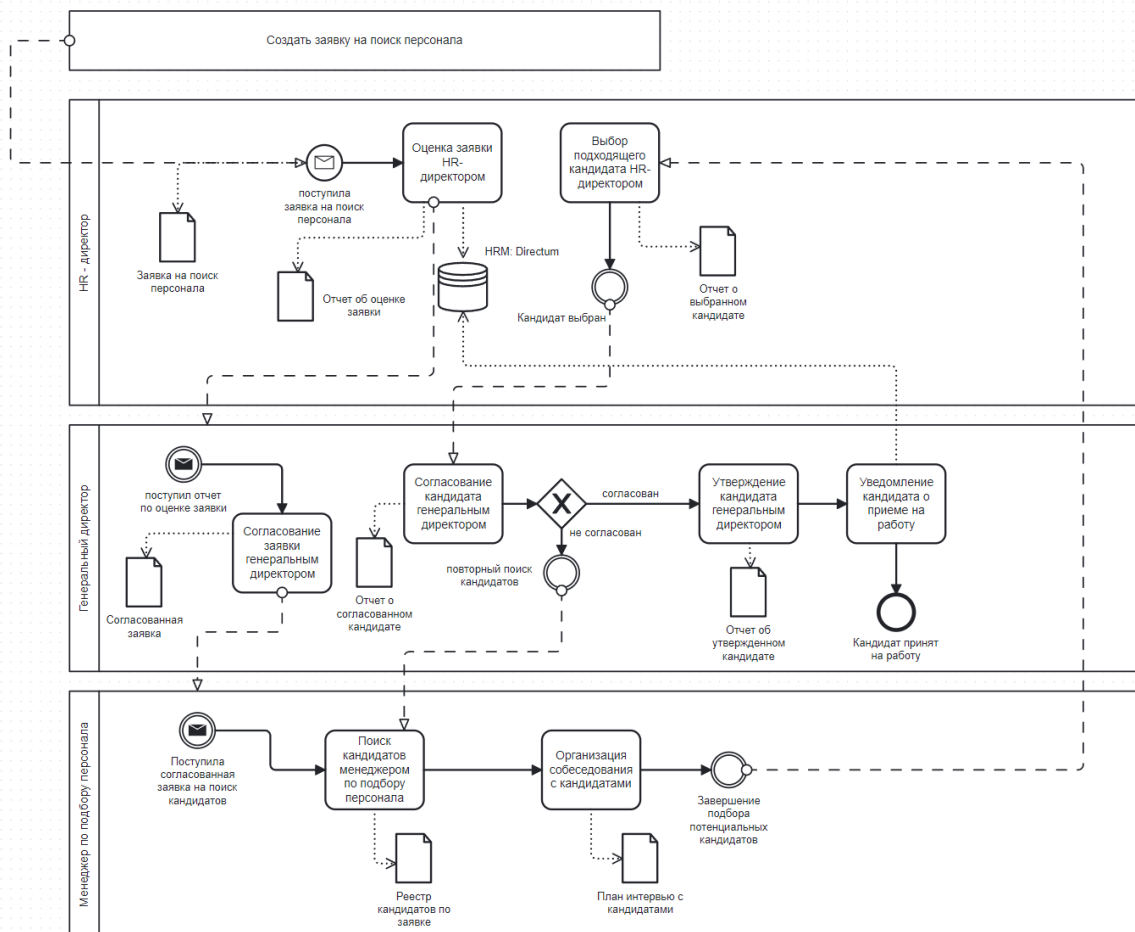 Создать заявку на поиск персонала
HR - директор
Оценка заявки
HR-
директором
Выбор
подходящего
кандидата HR-
директором
поступила
заявка на поиск
персонала
Заявка на поиск
персонала
Отчет об оценке
заявки
HRM: Directum
Кандидат выбран
Отчет о
выбранном
кандидате
Генеральный директор
поступил отчет
по оценке заявки
Согласование
заявки
генеральным
директором
Согласованная
заявка
Согласование
кандидата
генеральным
директором
Отчет о
согласованном
кандидате
согласован
не согласован
повторный поиск
кандидатов
Утверждение
кандидата
генеральным
директором
Отчет об
утвержденном
кандидате
Уведомление
кандидата о
приеме на
работу
Кандидат принят
на работу
Менеджер по подбору персонала
Поступила
согласованная
заявка на поиск
кандидатов
Поиск
кандидатов
менеджером
по подбору
персонала
Реестр
кандидатов по
заявке
Организация
собеседования
с кандидатами
План интервью с
кандидатами
Завершение
подбора
потенциальных
кандидатов